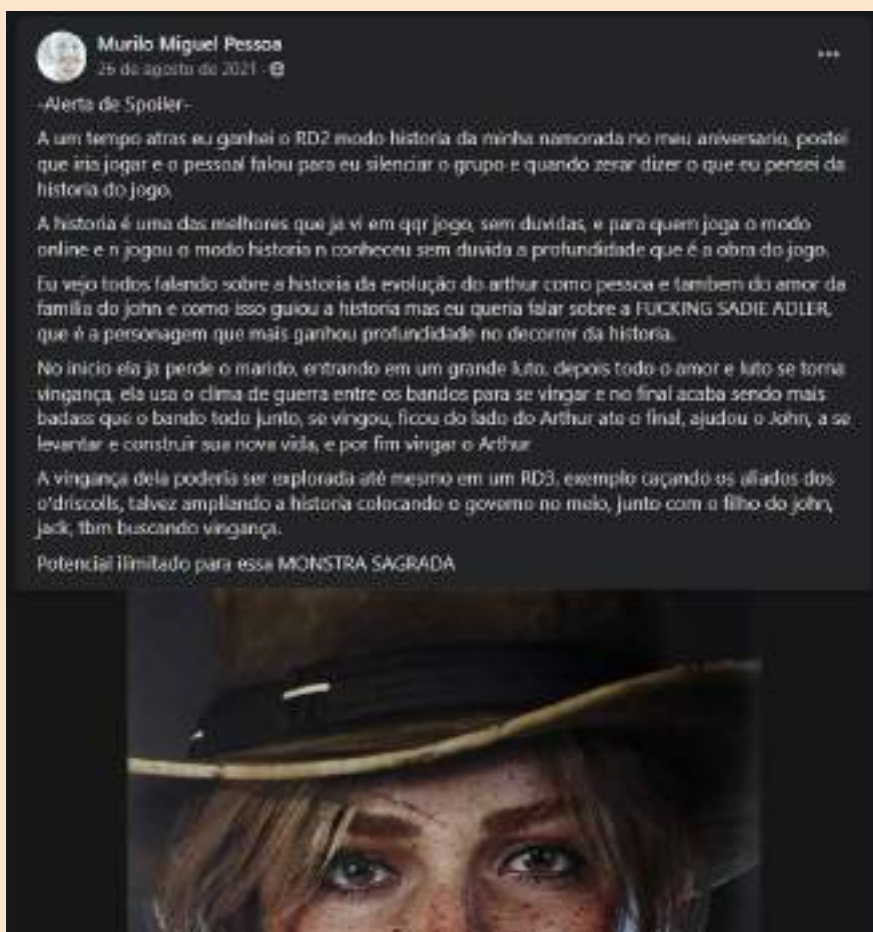 Murilo Miguel Pessoa
26 de agosto de 2021
-Alerta de Spoiler-
A um tempo atras eu ganhei o RD2 modo historia da minha namorada no meu aniversario, postei
que iria jogar e o pessoal falou para eu silenciar o grupo e quando zerar dizer o que eu pensei da
historia do jogo.
A historia é uma das melhores que ja vi em qqr jogo, sem duvidas, e para quem joga o modo
online e n jogou o modo historia n conheceu sem duvida a profundidade que é a obra do jogo.
Eu vejo todos falando sobre a historia da evolução do arthur como pessoa e tambem do amor da
familia do john e como isso guiou a historia mas eu queria falar sobre a FUCKING SADIE ADLER,
que é a personagem que mais ganhou profundidade no decorrer da historia.
No inicio ela ja perde o marido, entrando em um grande luto, depois todo o amor e luto se torna
vingança, ela usa o clima de guerra entre os bandos para se vingar e no final acaba sendo mais
badass que o bando todo junto, se vingou, ficou do lado do Arthur ate o final, ajudou o John, a se
levantar e construir sua nova vida, e por fim vingar o Arthur
A vingança dela poderia ser explorada até mesmo em um RD3, exemplo caçando os aliados dos
o'driscolls, talvez ampliando a historia colocando o governo no meio, junto com o filho do john,
jack, tbm buscando vingança.
Potencial ilimitado para essa MONSTRA SAGRADA